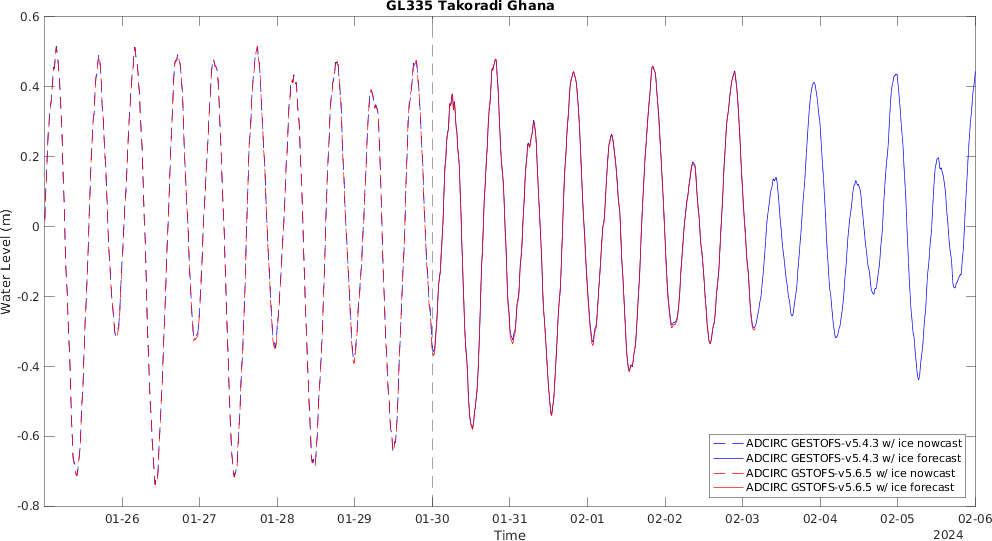 GL335 Takoradi Ghana
Water Level (m)
0.6
0.4
0.2
0
-0.2
-0.4
-0.6
-0.8
01-26 01-27 01-28 01-29 01-30 01-31 02-01 02-02 02-03 02-04 02-05 02-06
Time
2024
ADCIRC GESTOFS-v5.4.3 w/ ice nowcast
ADCIRC GESTOFS-v5.4.3 w/ ice forecast
ADCIRC GSTOFS-v5.6.5 w/ ice nowcast
ADCIRC GSTOFS-v5.6.5 w/ ice forecast